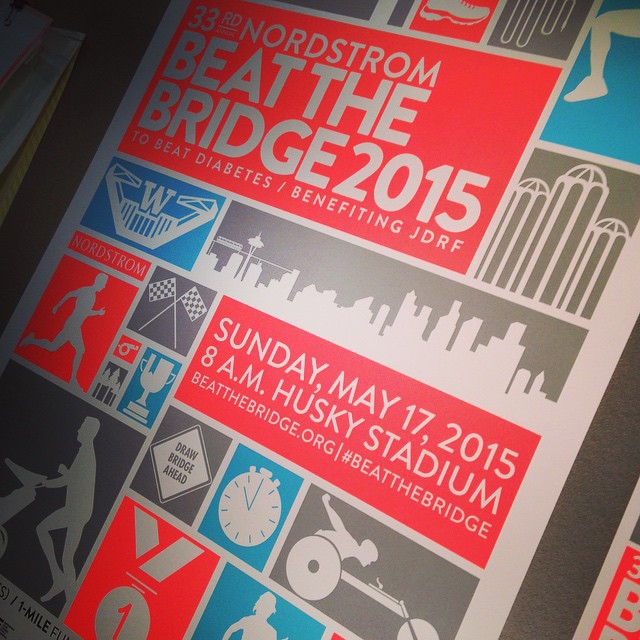 33RD NORDSTROM
BEAT THE
BRIDGE 2015
TO BEAT DIABETES / BENEFITING JDRF
W
NORDSTROM
SUNDAY, MAY 17, 2015
8 A.M. HUSKY STADIUM
BEATTHEBRIDGE.ORG | #BEATTHEBRIDGE
DRAW
BRIDGE
AHEAD
1
/ 1-MILE